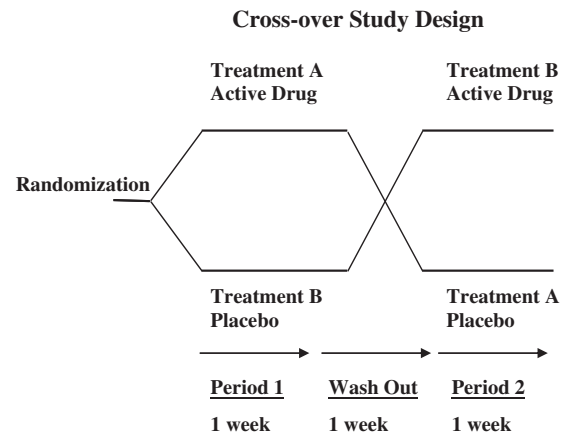 Cross-over Study Design
Treatment A
Active Drug
Treatment B
Active Drug
Randomization
Treatment B
Placebo
Treatment A
Placebo
Period 1
Wash Out
Period 2
1 week
1 week
1 week